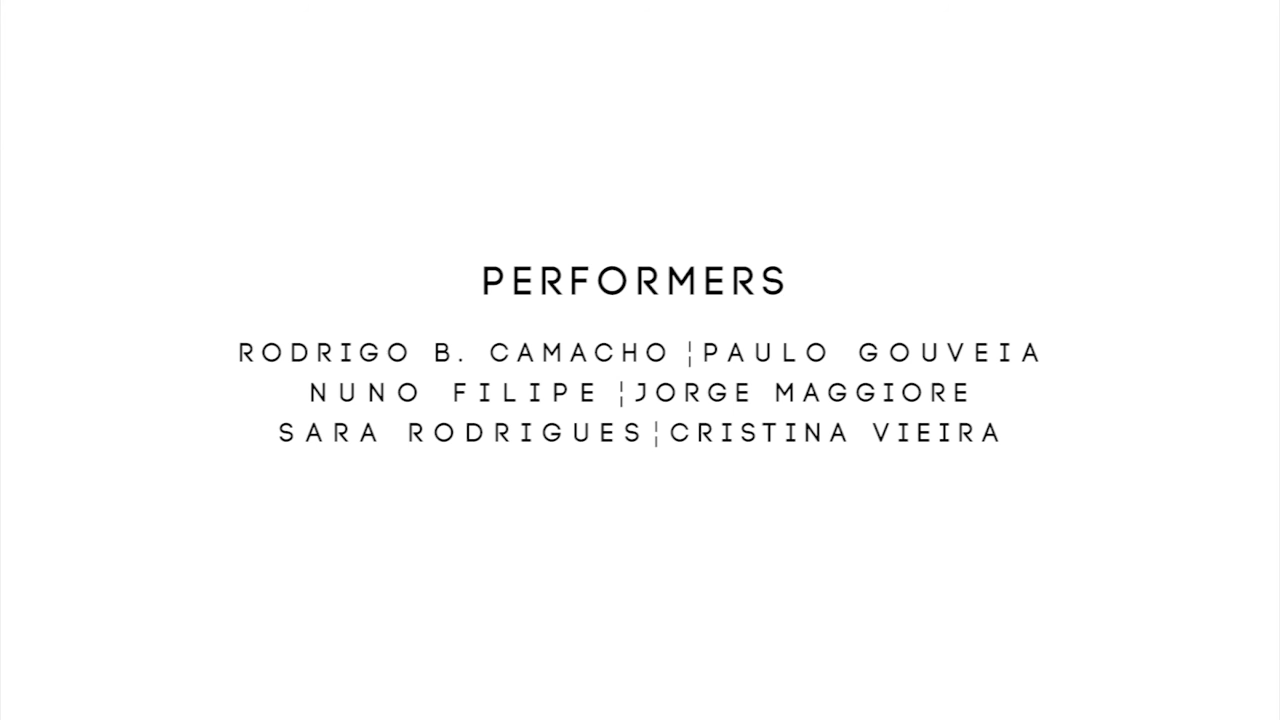 PERFORMERS
RODRIGO B. CAMACHO ¦PAULO GOUVEIA
NUNO FILIPE ¦JORGE MAGGIORE
SARA RODRIGUES¦CRISTINA VIEIRA